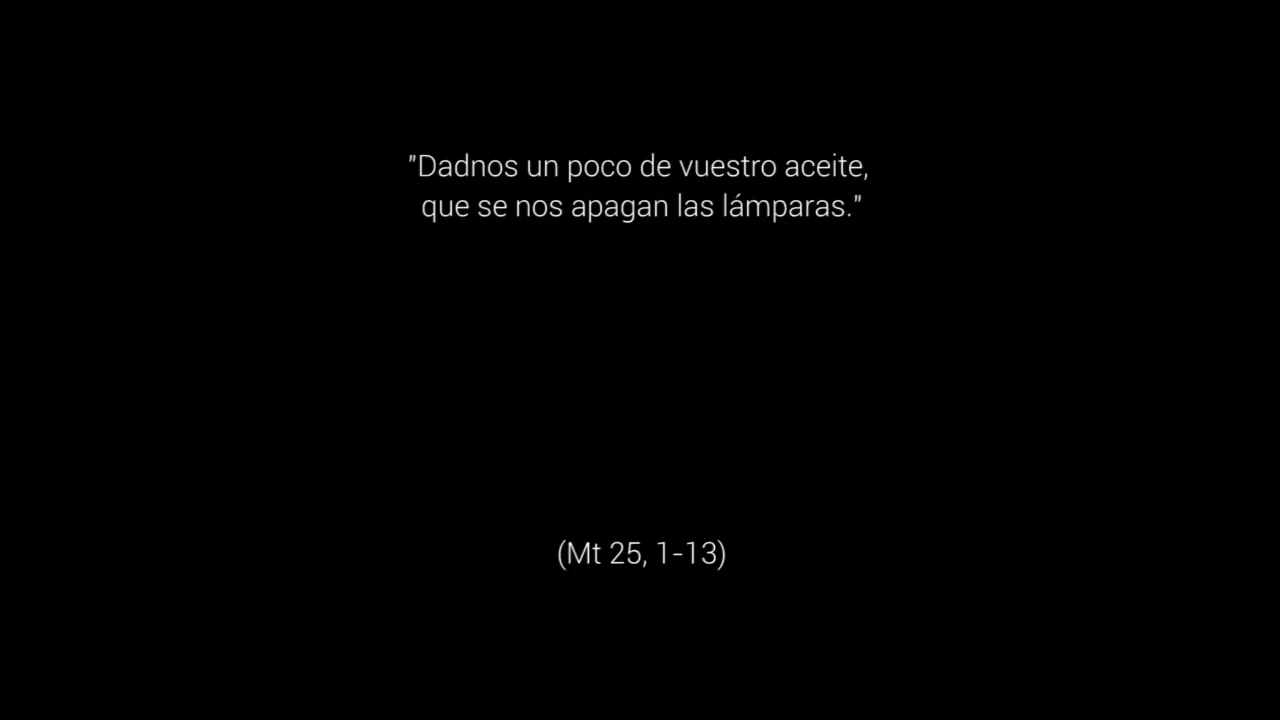 "Dadnos un poco de vuestro aceite,
que se nos apagan las lámparas."
(Mt 25, 1-13)